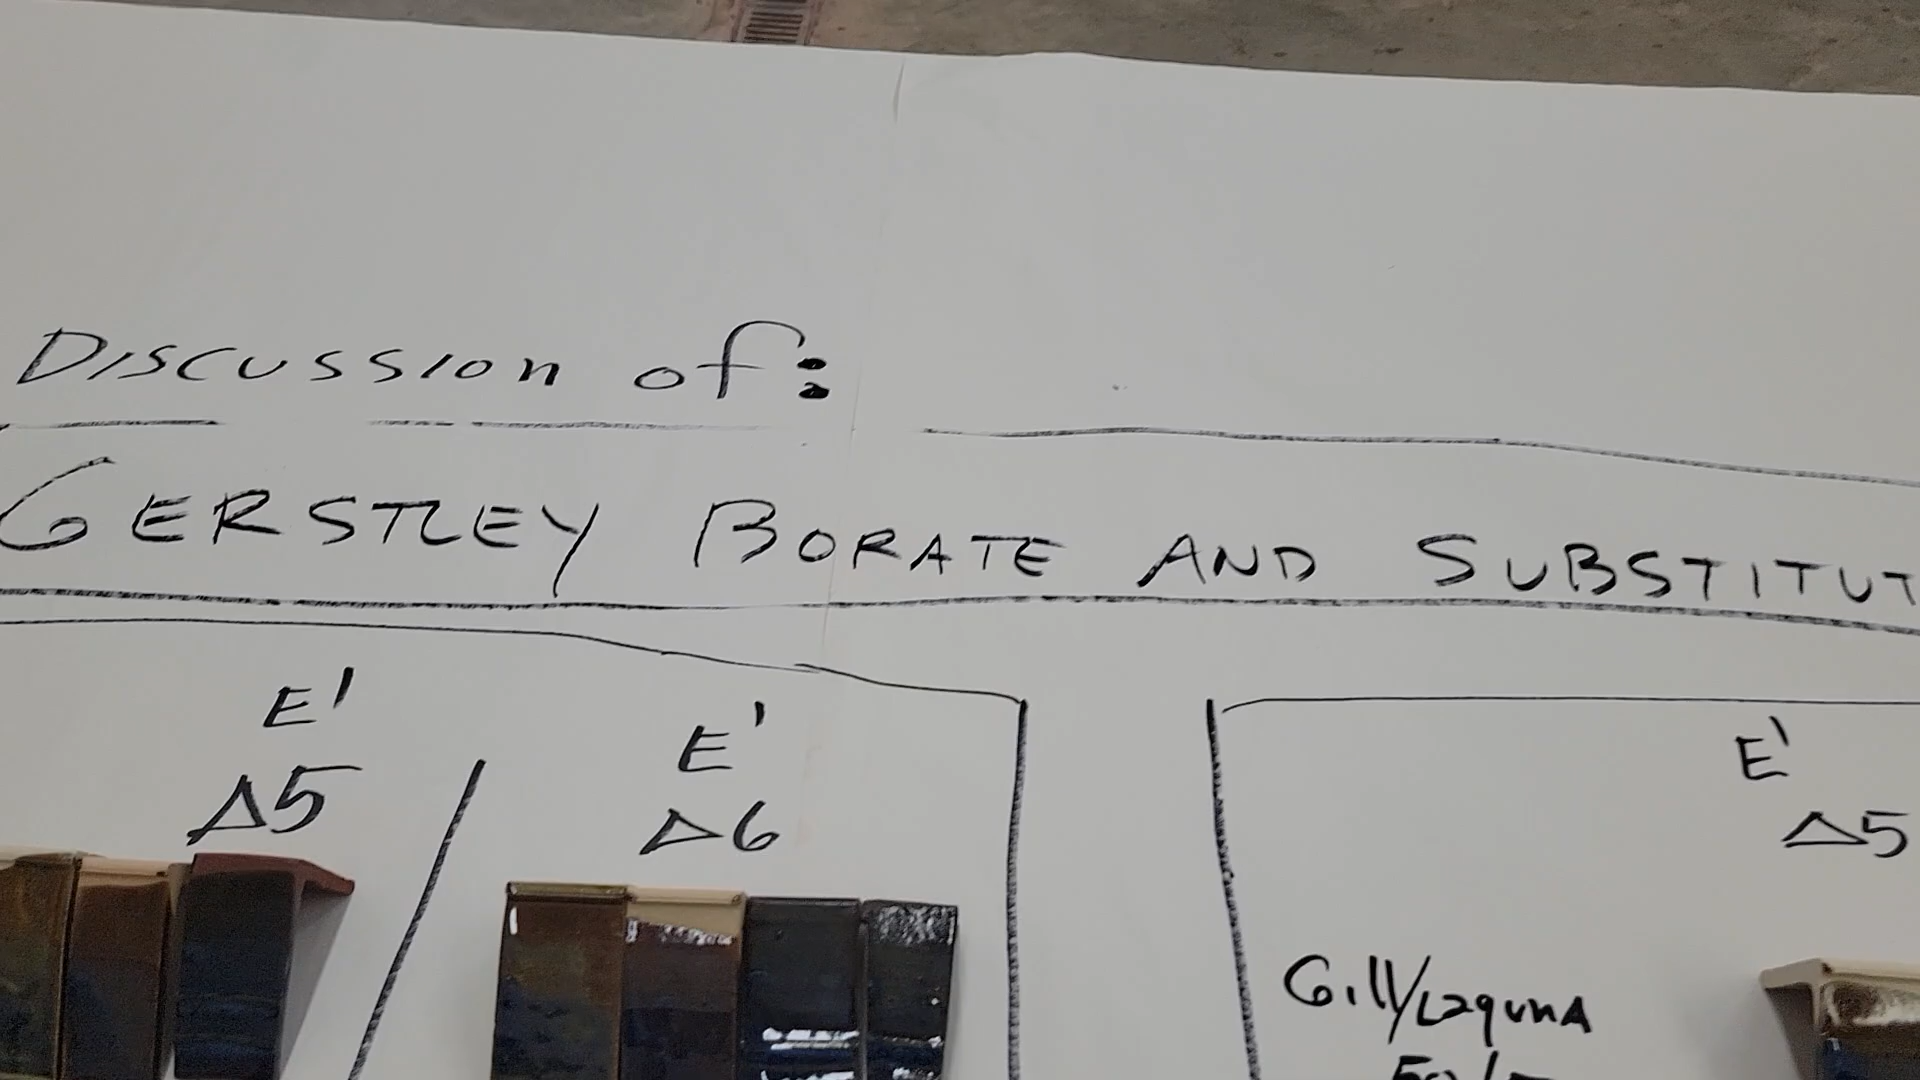 Discussion of:
GERSTLEY BORATE AND SUBSTITUT
E'
Δ5
E'
Δ6
E'
Δ5
Gill/Laguna